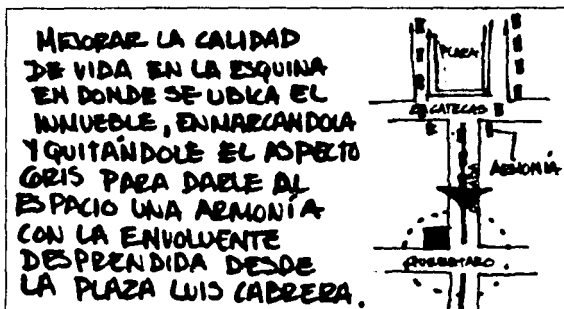 MEJORAR LA CALIDAD
DE VIDA EN LA ESQUINA
EN DONDE SE UBICA EL
INMUEBLE, ENMARCANDOLA
Y QUITÁNDOLE EL ASPECTO
GRIS PARA DARLE AL
ESPACIO UNA ARMONÍA
CON LA ENVOLVENTE
DESPRENDIDA DESDE
LA PLAZA LUIS CABRERA.
PLAZA
ZACATECAS
ARMONÍA
QUERETARO